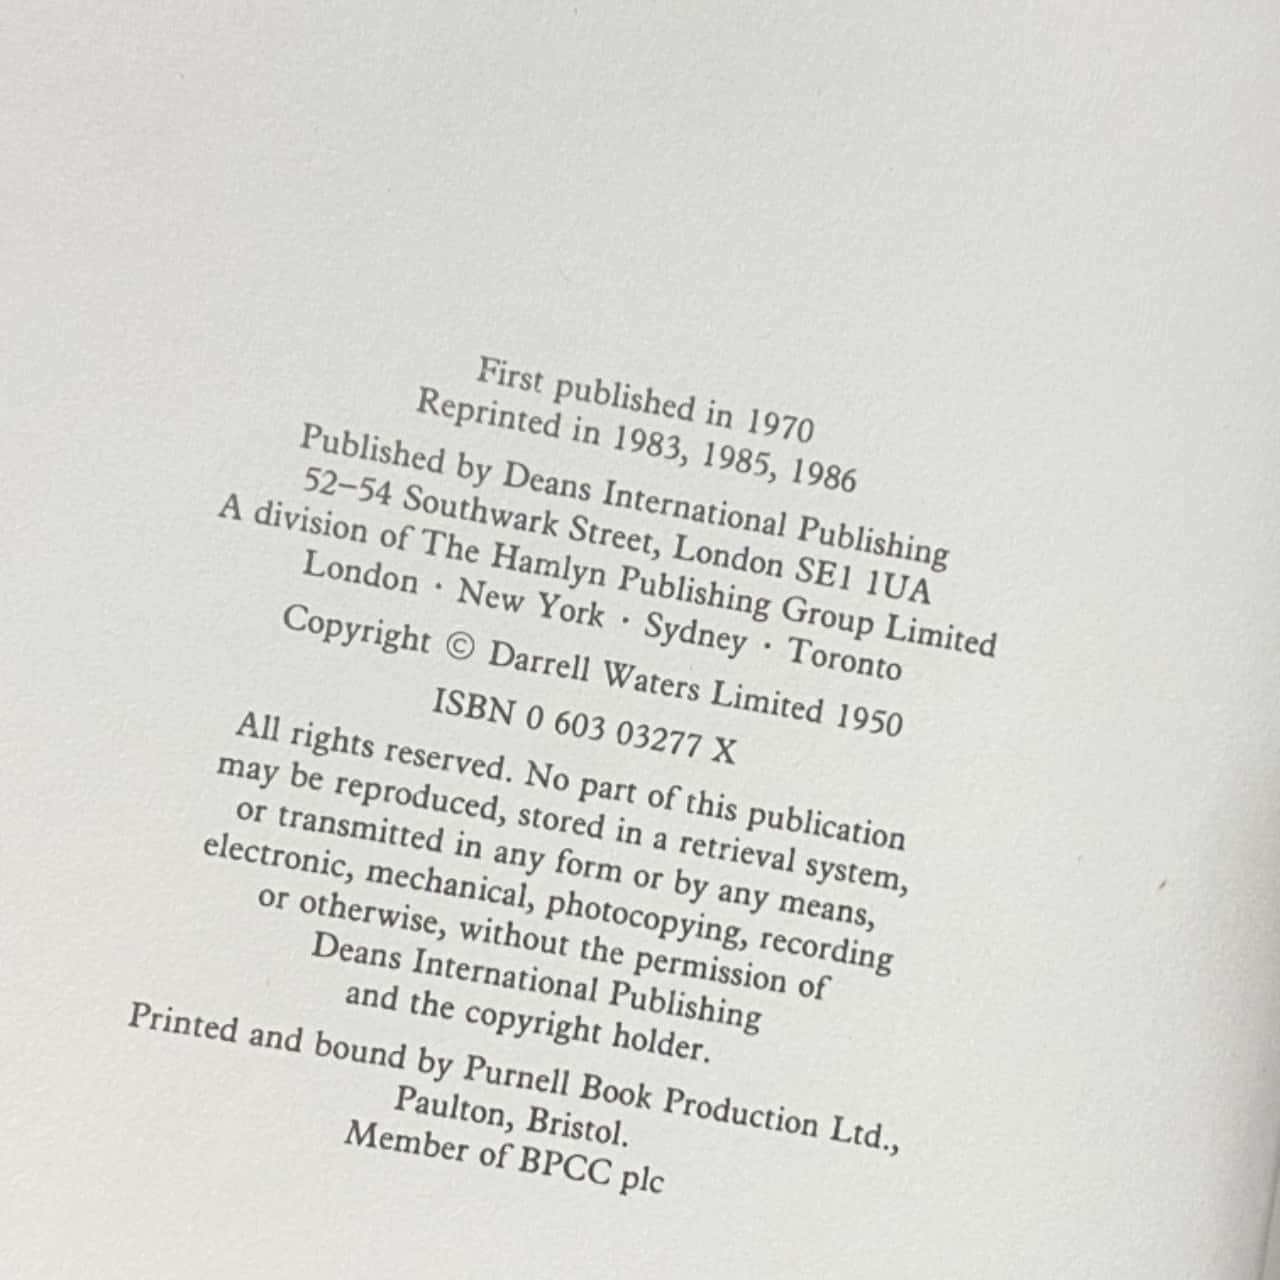 First published in 1970
Reprinted in 1983, 1985, 1986
Published by Deans International Publishing
52–54 Southwark Street, London SE1 1UA
A division of The Hamlyn Publishing Group Limited
London · New York · Sydney · Toronto
Copyright © Darrell Waters Limited 1950
ISBN 0 603 03277 X
All rights reserved. No part of this publication
may be reproduced, stored in a retrieval system,
or transmitted in any form or by any means,
electronic, mechanical, photocopying, recording
or otherwise, without the permission of
Deans International Publishing
and the copyright holder.
Printed and bound by Purnell Book Production Ltd.,
Paulton, Bristol.
Member of BPCC plc